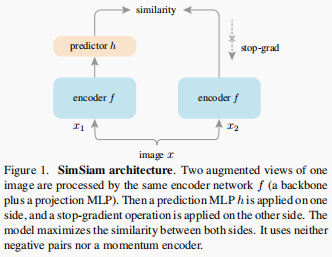 similarity
predictor h
stop-grad
encoder f
encoder f
x1
x2
image x
Figure 1. SimSiam architecture. Two augmented views of one
image are processed by the same encoder network f (a backbone
plus a projection MLP). Then a prediction MLP h is applied on one
side, and a stop-gradient operation is applied on the other side. The
model maximizes the similarity between both sides. It uses neither
negative pairs nor a momentum encoder.